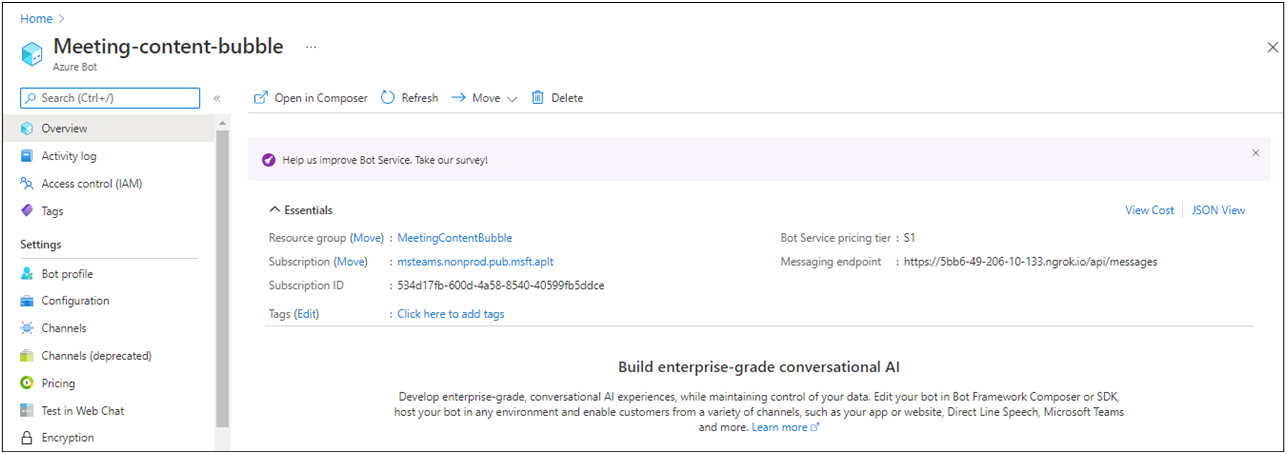 Home
Meeting-content-bubble ...
Azure Bot
Search (Ctrl+/)
«
Open in Composer Refresh Move Delete
Overview
Activity log
Access control (IAM)
Tags
Settings
Bot profile
Configuration
Channels
Channels (deprecated)
Pricing
Test in Web Chat
Encryption
Help us improve Bot Service. Take our survey!
Essentials
View Cost JSON View
Resource group (Move) : MeetingContentBubble
Subscription (Move) : msteams.nonprod.pub.msft.aplt
Subscription ID : 534d17fb-600d-4a58-8540-40599fb5ddce
Tags (Edit) : Click here to add tags
Bot Service pricing tier : S1
Messaging endpoint : https://5bb6-49-206-10-133.ngrok.io/api/messages
Build enterprise-grade conversational AI
Develop enterprise-grade, conversational AI experiences, while maintaining control of your data. Edit your bot in Bot Framework Composer or SDK,
host your bot in any environment and enable customers from a variety of channels, such as your app or website, Direct Line Speech, Microsoft Teams
and more. Learn more